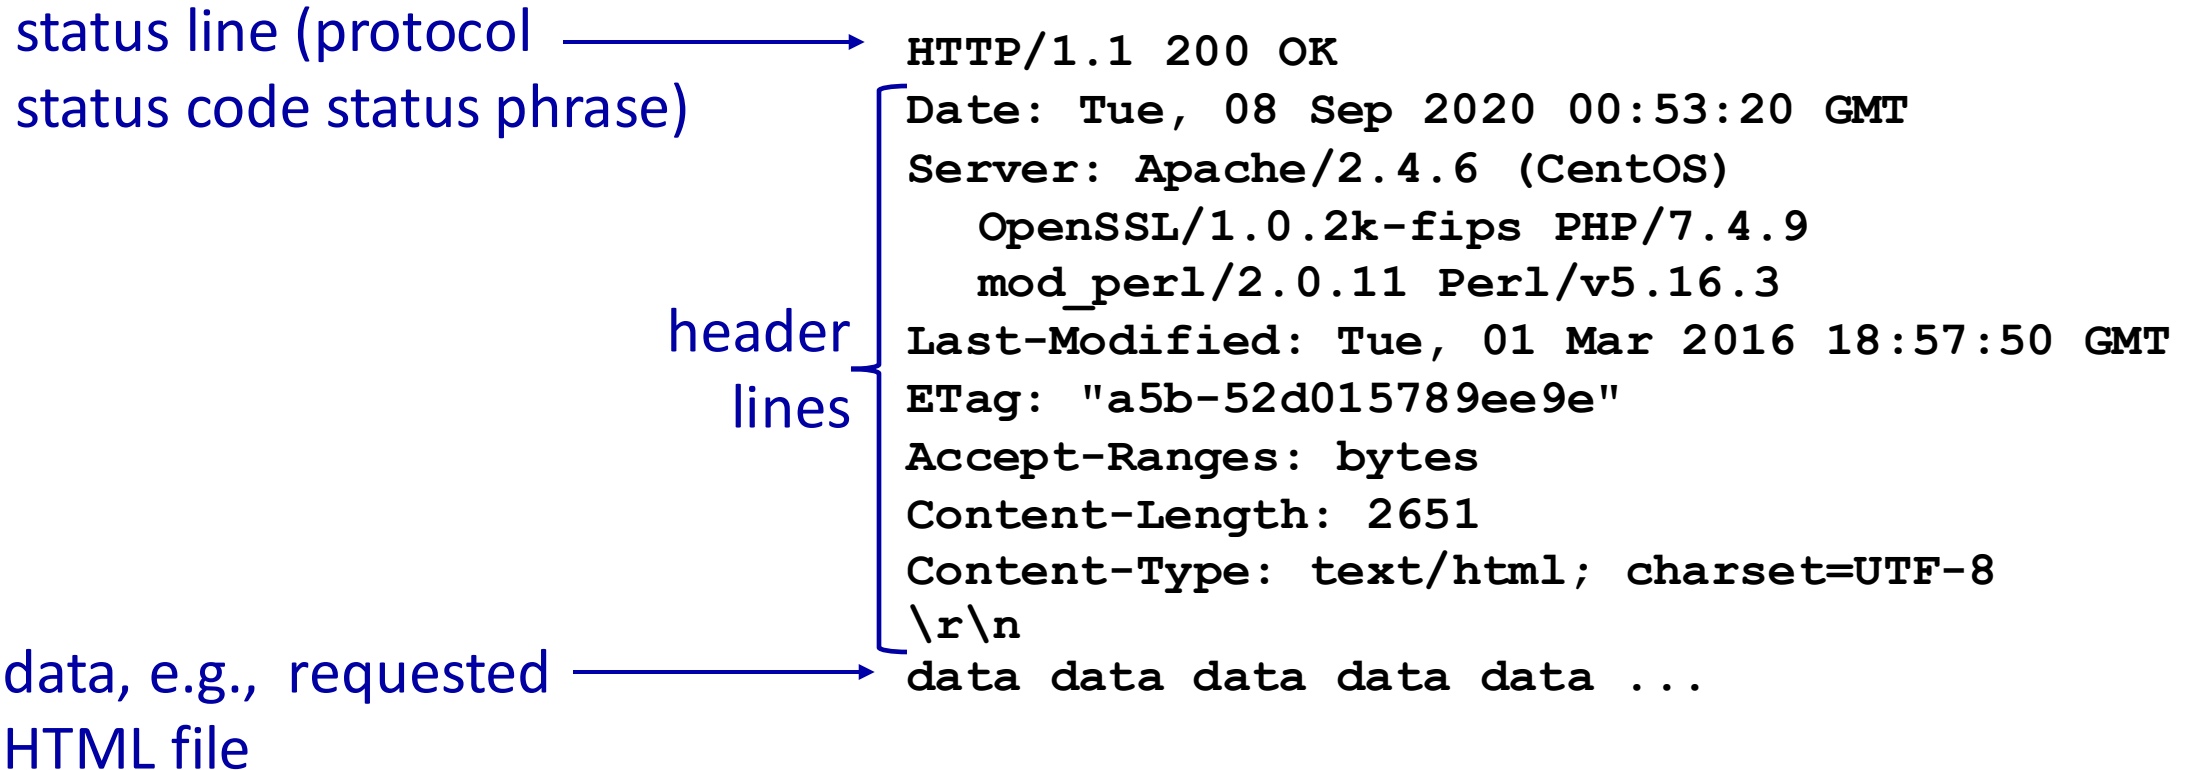 status line (protocol
status code status phrase)
HTTP/1.1 200 OK
Date: Tue, 08 Sep 2020 00:53:20 GMT
Server: Apache/2.4.6 (CentOS)
OpenSSL/1.0.2k-fips PHP/7.4.9
mod_perl/2.0.11 Perl/v5.16.3
header
lines
Last-Modified: Tue, 01 Mar 2016 18:57:50 GMT
ETag: "a5b-52d015789ee9e"
Accept-Ranges: bytes
Content-Length: 2651
Content-Type: text/html; charset=UTF-8
\r\n
data, e.g., requested
HTML file
data data data data data ...